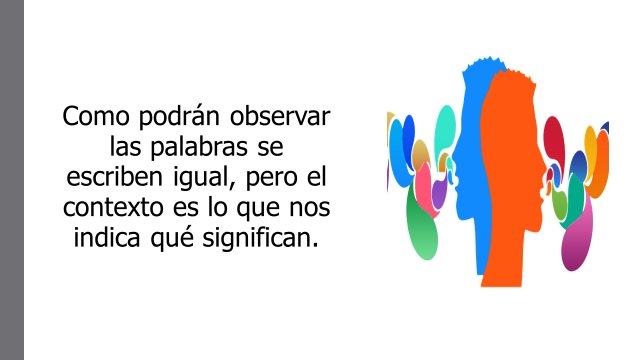 Como podrán observar
las palabras se
escriben igual, pero el
contexto es lo que nos
indica qué significan.